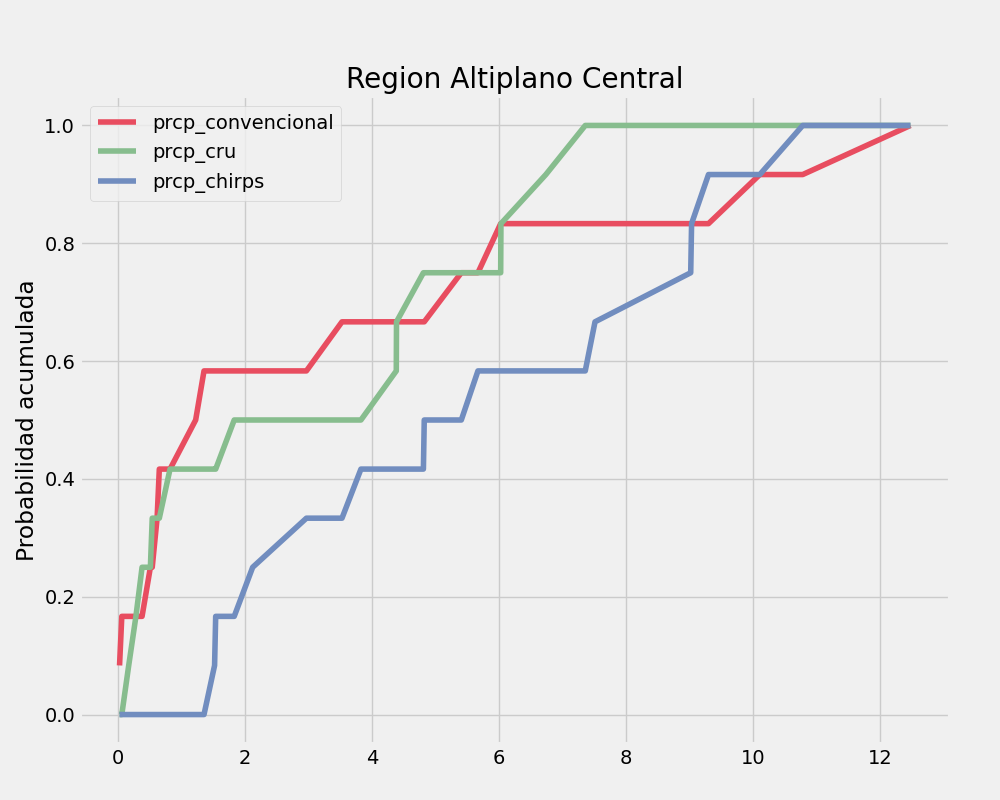 Region Altiplano Central
prcp_convencional
prcp_cru
prcp_chirps
Probabilidad acumulada
1.0
0.8
0.6
0.4
0.2
0.0
0 2 4 6 8 10 12